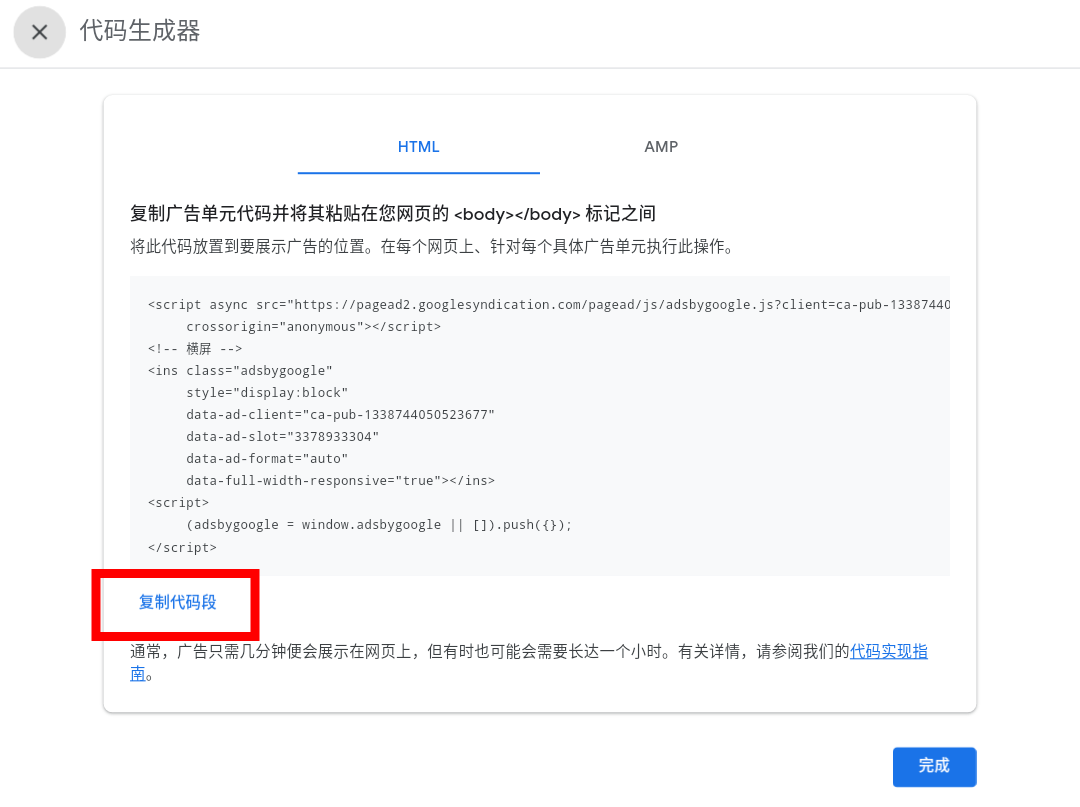 代码生成器
HTML
AMP
复制广告单元代码并将其粘贴在您网页的 <body></body> 标记之间
将此代码放置到要展示广告的位置。在每个网页上、针对每个具体广告单元执行此操作。
<script async src="https://pagead2.googlesyndication.com/pagead/js/adsbygoogle.js?client=ca-pub-13387440
     crossorigin="anonymous"></script>
<!-- 横屏 -->
<ins class="adsbygoogle"
     style="display:block"
     data-ad-client="ca-pub-1338744050523677"
     data-ad-slot="3378933304"
     data-ad-format="auto"
     data-full-width-responsive="true"></ins>
<script>
     (adsbygoogle = window.adsbygoogle || []).push({});
</script>
复制代码段
通常，广告只需几分钟便会展示在网页上，但有时也可能会需要长达一个小时。有关详情，请参阅我们的代码实现指
南。
完成